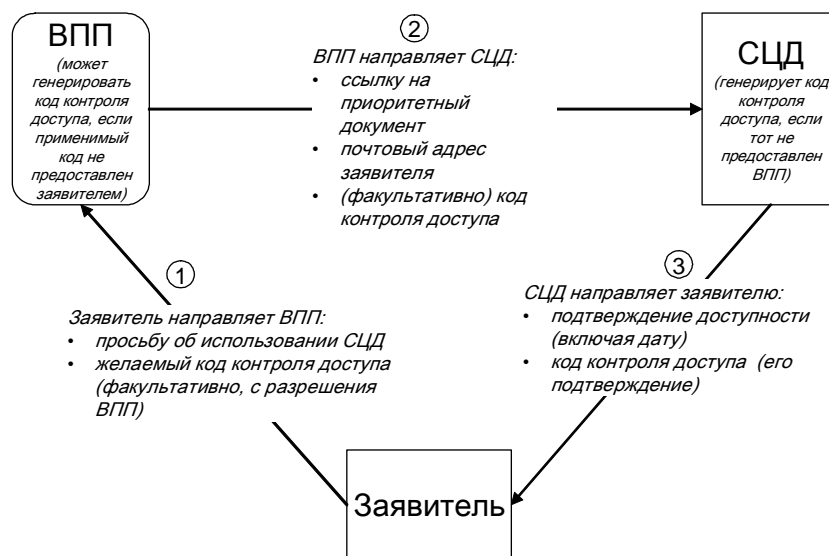 ВПП
(может
генерировать
код контроля
доступа, если
применимый
код не
предоставлен
заявителем)
2
ВПП направляет СЦД:
• ссылку на
приоритетный
документ
• почтовый адрес
заявителя
• (факультативно) код
контроля доступа
СЦД
(генерирует код
контроля
доступа, если
тот не
предоставлен
ВПП)
1
Заявитель направляет ВПП:
• просьбу об использовании СЦД
• желаемый код контроля доступа
(факультативно, с разрешения
ВПП)
3
СЦД направляет заявителю:
• подтверждение доступности
(включая дату)
• код контроля доступа (его
подтверждение)
Заявитель